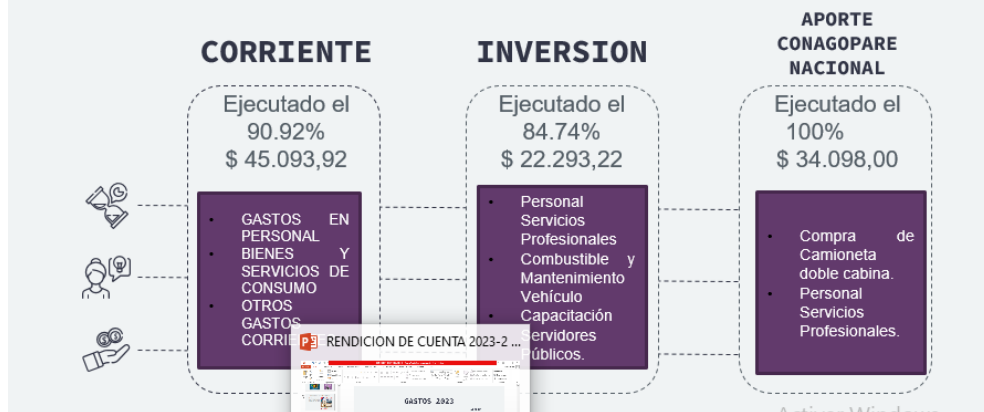 CORRIENTE
Ejecutado el
90.92%
$ 45.093,92
• GASTOS EN
PERSONAL
• BIENES Y
SERVICIOS DE
CONSUMO
• OTROS
GASTOS
INVERSION
Ejecutado el
84.74%
$ 22.293,22
• Personal
Servicios
Profesionales
• Combustible y
Mantenimiento
Vehículo
• Capacitación
Servidores
Públicos.
APORTE
CONAGOPARE
NACIONAL
Ejecutado el
100%
$ 34.098,00
• Compra de
Camioneta
doble cabina.
• Personal
Servicios
Profesionales.
RENDICION DE CUENTA 2023-2 ...
GASTOS 2023